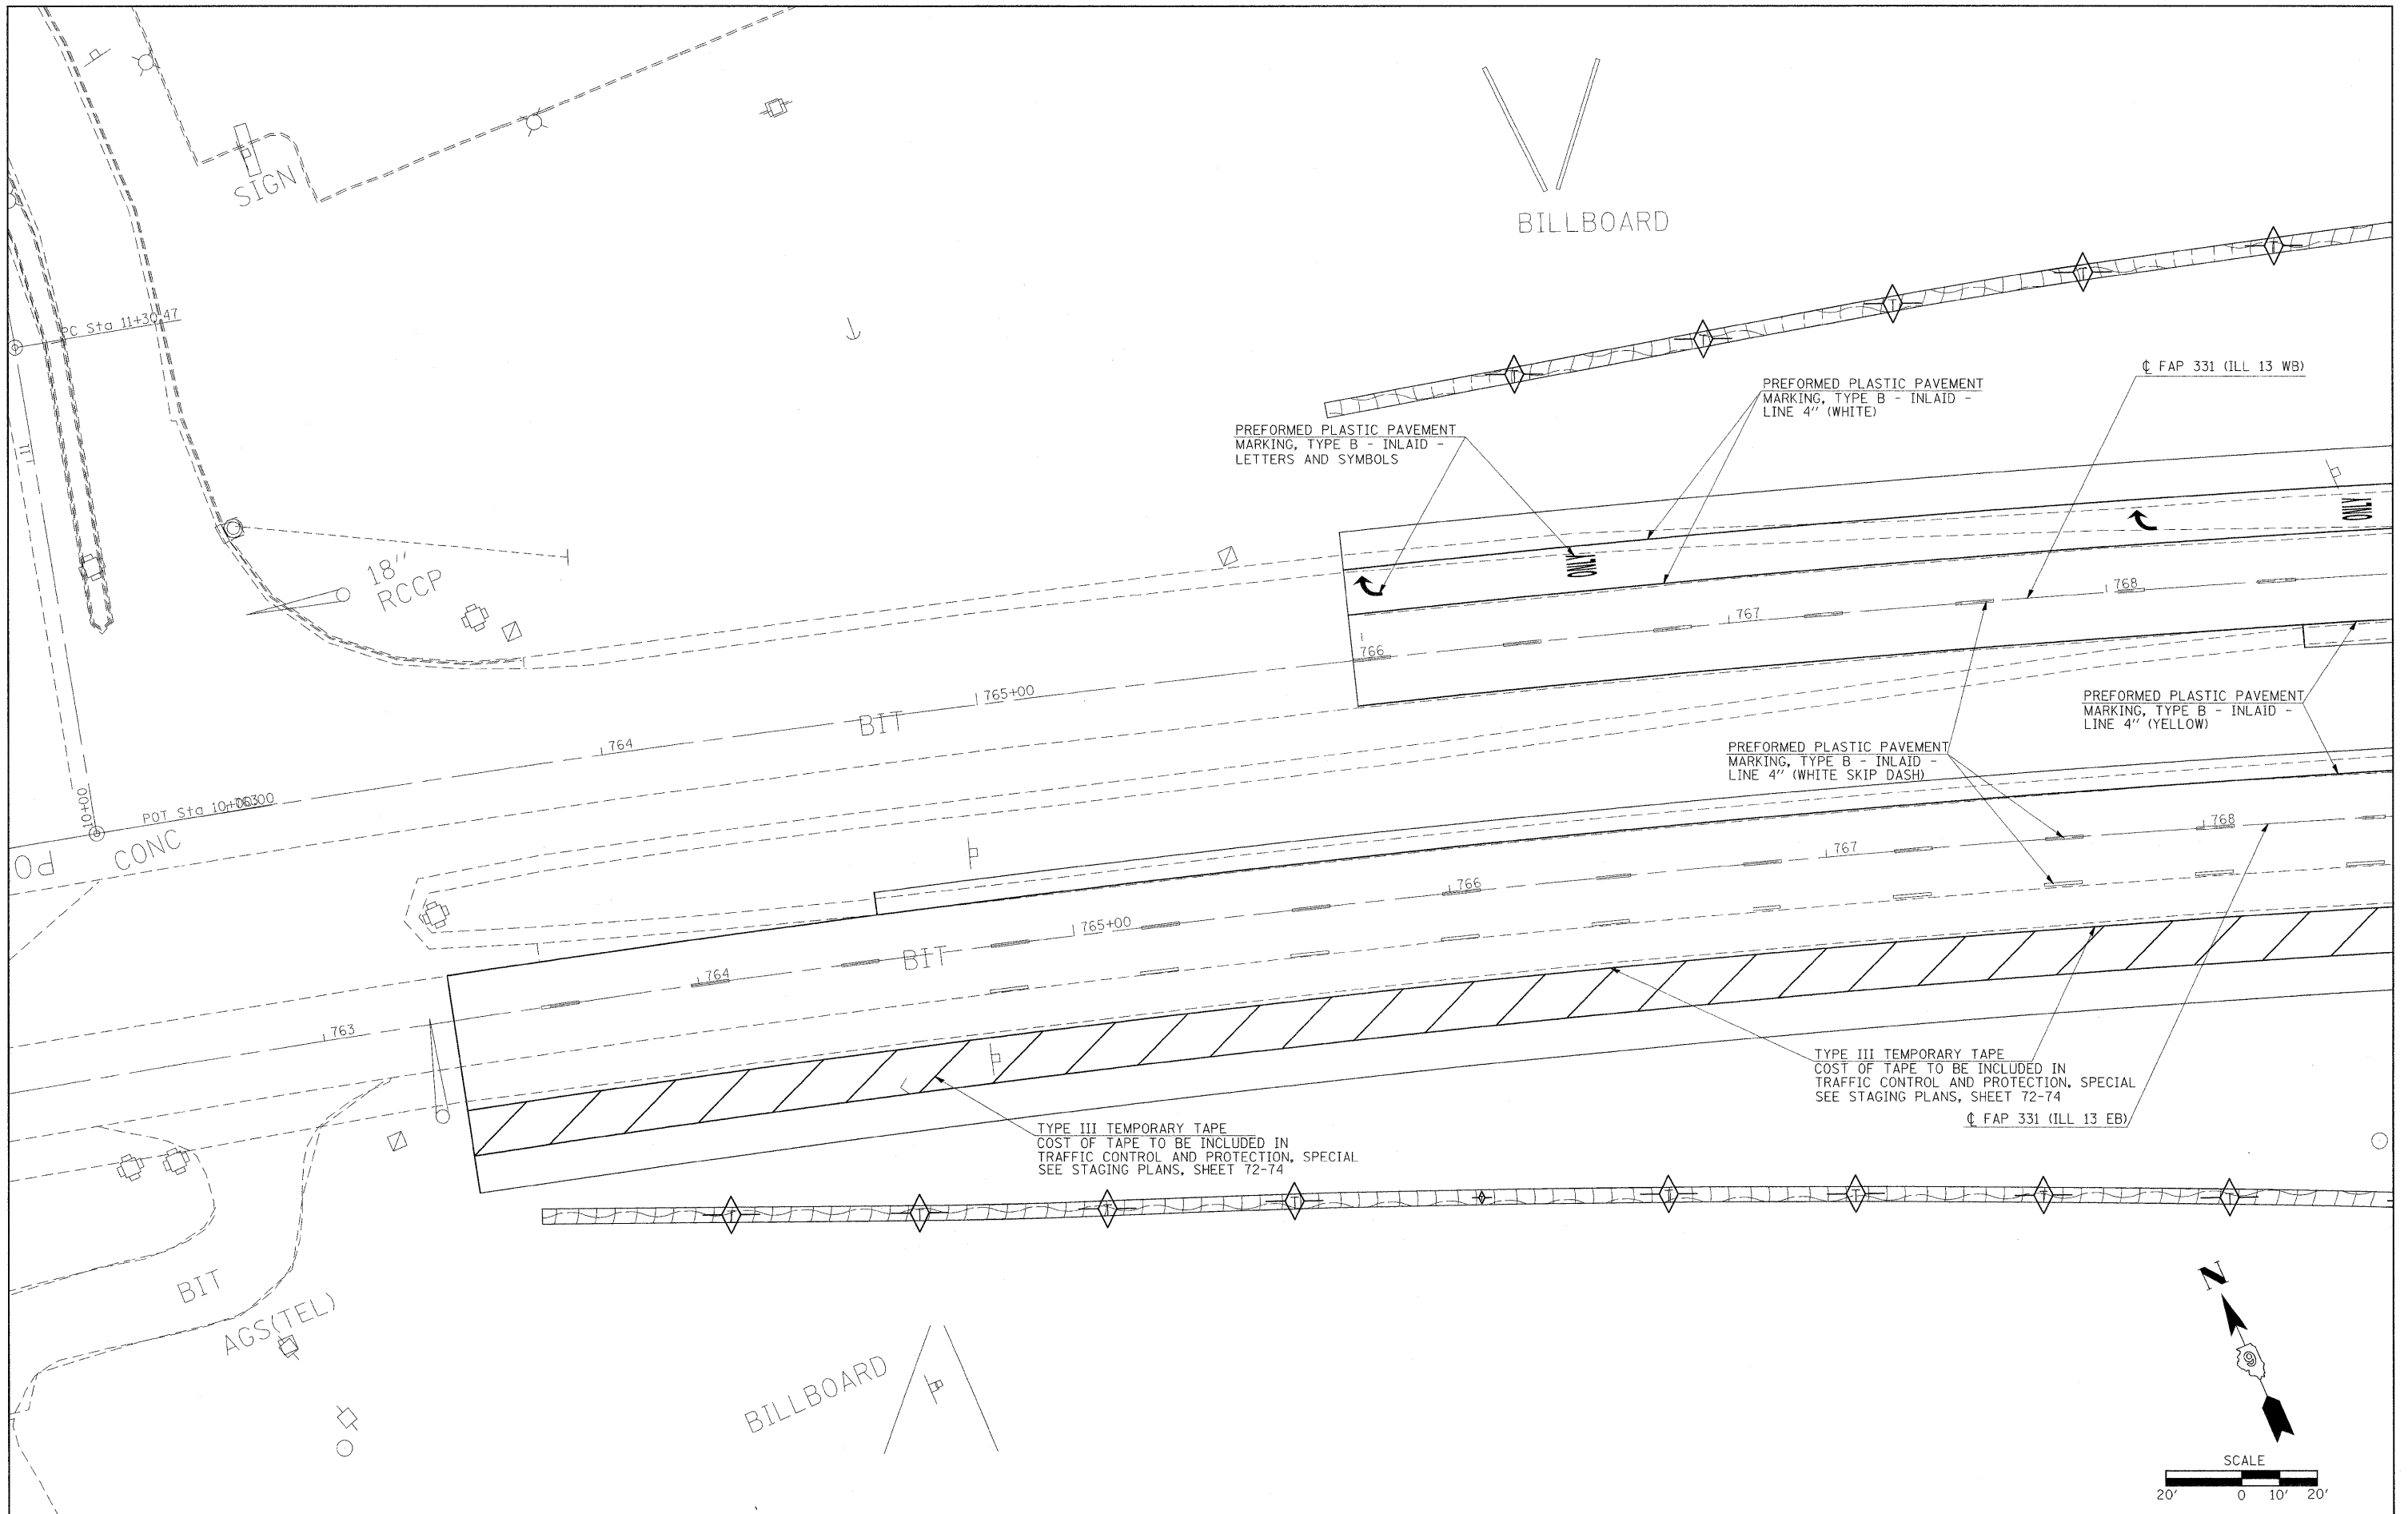 SIGN
BILLBOARD
PC Sta 11+30.47
11
18"
RCCP
℄ FAP 331 (ILL 13 WB)
PREFORMED PLASTIC PAVEMENT
MARKING, TYPE B - INLAID -
LINE 4" (WHITE)
PREFORMED PLASTIC PAVEMENT
MARKING, TYPE B - INLAID -
LETTERS AND SYMBOLS
ONLY
ONLY
768
767
766
765+00
764
BIT
PREFORMED PLASTIC PAVEMENT
MARKING, TYPE B - INLAID -
LINE 4" (YELLOW)
PREFORMED PLASTIC PAVEMENT
MARKING, TYPE B - INLAID -
LINE 4" (WHITE SKIP DASH)
10+00
POT Sta
CONC
PO
768
767
766
765+00
BIT
764
763
TYPE III TEMPORARY TAPE
COST OF TAPE TO BE INCLUDED IN
TRAFFIC CONTROL AND PROTECTION, SPECIAL
SEE STAGING PLANS, SHEET 72-74
℄ FAP 331 (ILL 13 EB)
TYPE III TEMPORARY TAPE
COST OF TAPE TO BE INCLUDED IN
TRAFFIC CONTROL AND PROTECTION, SPECIAL
SEE STAGING PLANS, SHEET 72-74
T
T
T
T
T
T
T
T
T
T
T
T
T
BIT
AGS(TEL)
BILLBOARD
N
9
SCALE
20' 0 10' 20'